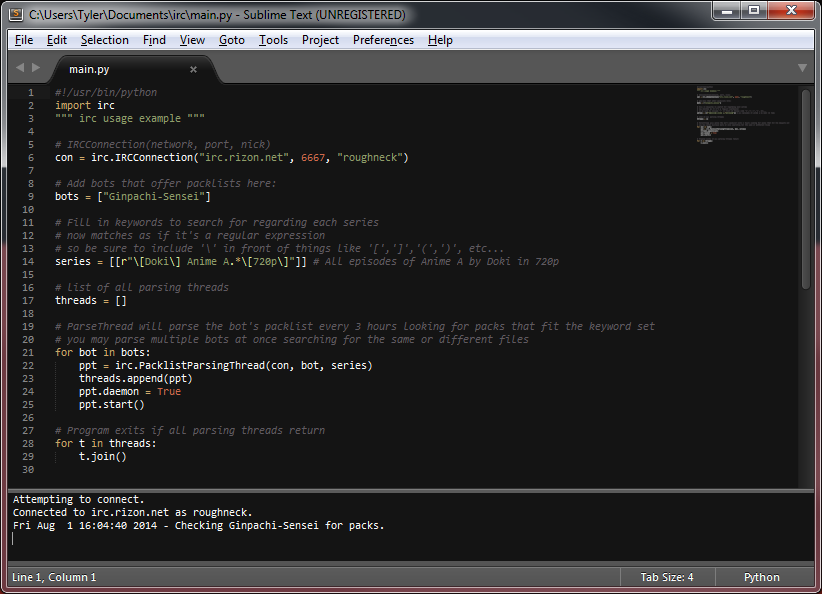 C:\Users\Tyler\Documents\irc\main.py - Sublime Text (UNREGISTERED)
File Edit Selection Find View Goto Tools Project Preferences Help
main.py
1 #!/usr/bin/python
2 import irc
3 """ irc usage example """
4
5 # IRCConnection(network, port, nick)
6 con = irc.IRCConnection("irc.rizon.net", 6667, "roughneck")
7
8 # Add bots that offer packlists here:
9 bots = ["Ginpachi-Sensei"]
10
11 # Fill in keywords to search for regarding each series
12 # now matches as if it's a regular expression
13 # so be sure to include '\' in front of things like '[',']','(',')', etc...
14 series = [[r"\[Doki\] Anime A.*\[720p\]"]] # All episodes of Anime A by Doki in 720p
15
16 # list of all parsing threads
17 threads = []
18
19 # ParseThread will parse the bot's packlist every 3 hours looking for packs that fit the keyword set
20 # you may parse multiple bots at once searching for the same or different files
21 for bot in bots:
22     ppt = irc.PacklistParsingThread(con, bot, series)
23     threads.append(ppt)
24     ppt.daemon = True
25     ppt.start()
26
27 # Program exits if all parsing threads return
28 for t in threads:
29     t.join()
30
Attempting to connect.
Connected to irc.rizon.net as roughneck.
Fri Aug  1 16:04:40 2014 - Checking Ginpachi-Sensei for packs.
Line 1, Column 1 Tab Size: 4 Python